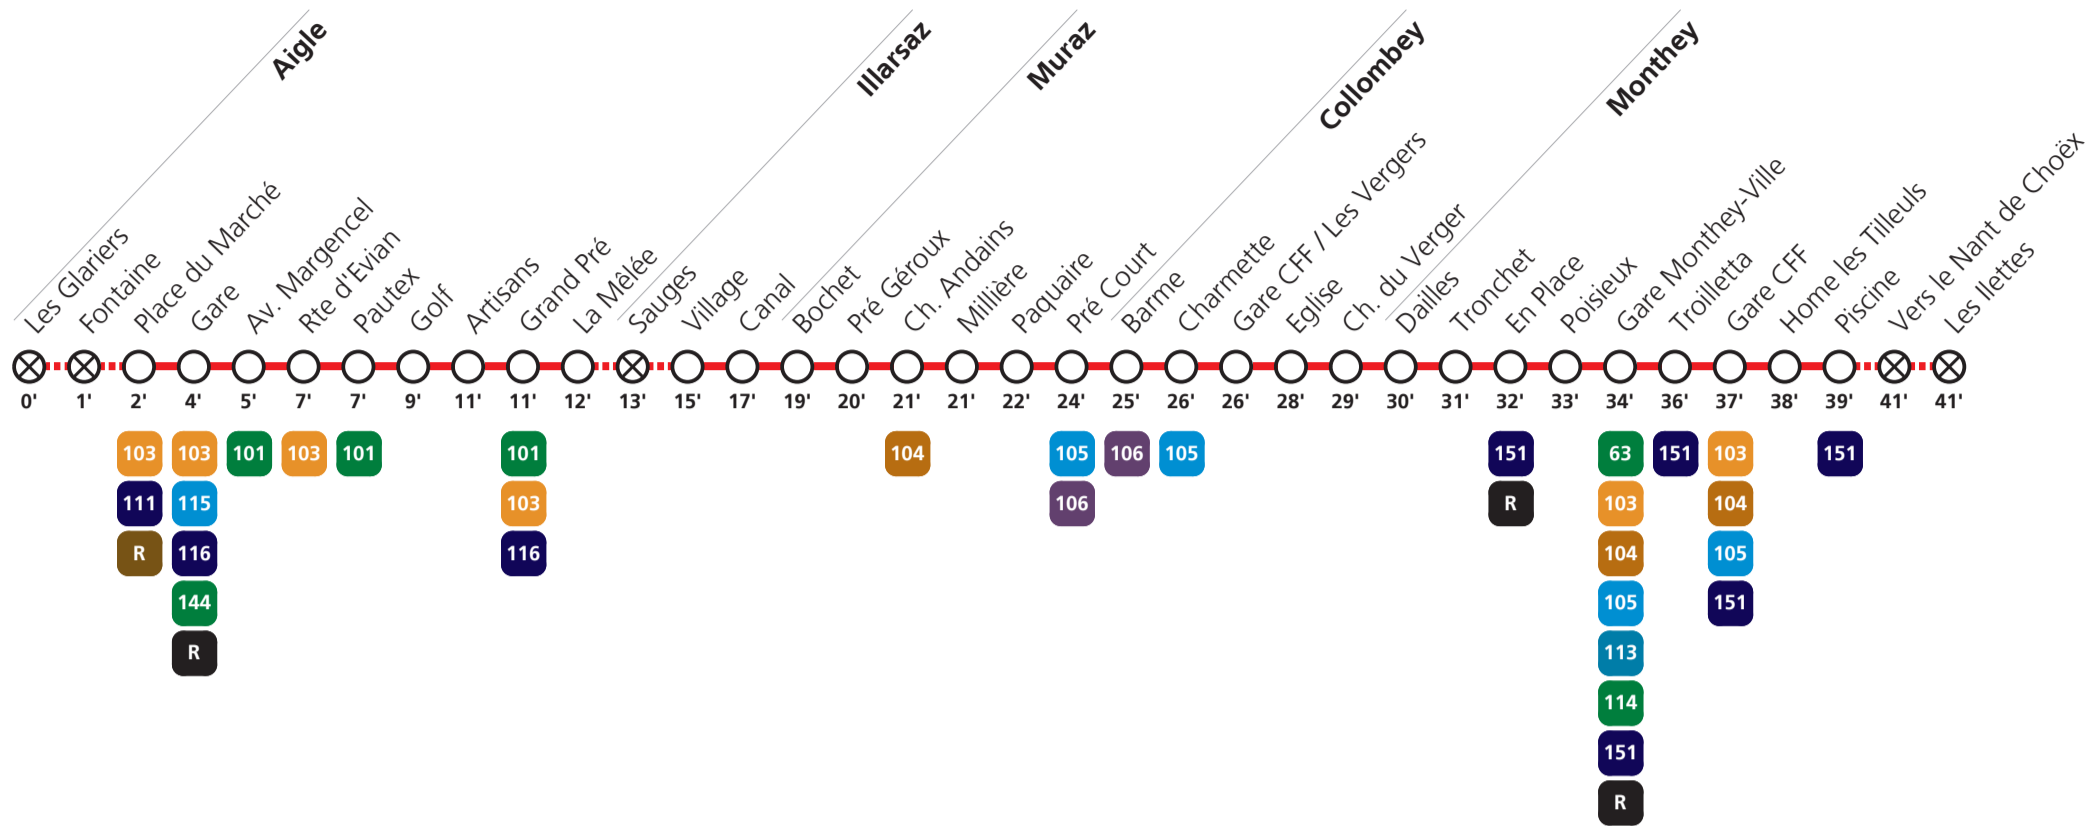 Aigle
Illarsaz
Muraz
Collombey
Monthey
Les Glariers
Fontaine
Place du Marché
Gare
Av. Margencel
Rte d'Evian
Pautex
Golf
Artisans
Grand Pré
La Mêlée
Sauges
Village
Canal
Bochet
Pré Géroux
Ch. Andains
Millière
Paquaire
Pré Court
Barme
Charmette
Gare CFF / Les Vergers
Eglise
Ch. du Verger
Dailles
Tronchet
En Place
Poisieux
Gare Monthey-Ville
Troilletta
Gare CFF
Home les Tilleuls
Piscine
Vers le Nant de Choëx
Les Ilettes
0' 1' 2' 4' 5' 7' 7' 9' 11' 11' 12' 13' 15' 17' 19' 20' 21' 21' 22' 24' 25' 26' 26' 28' 29' 30' 31' 32' 33' 34' 36' 37' 38' 39' 41' 41'
103 103 101 103 101 101 104 105 106 105 151 63 151 103 151
111 115 103 106 R 103 104
R 116 116 104 105
144 105 151
R 113
114
151
R